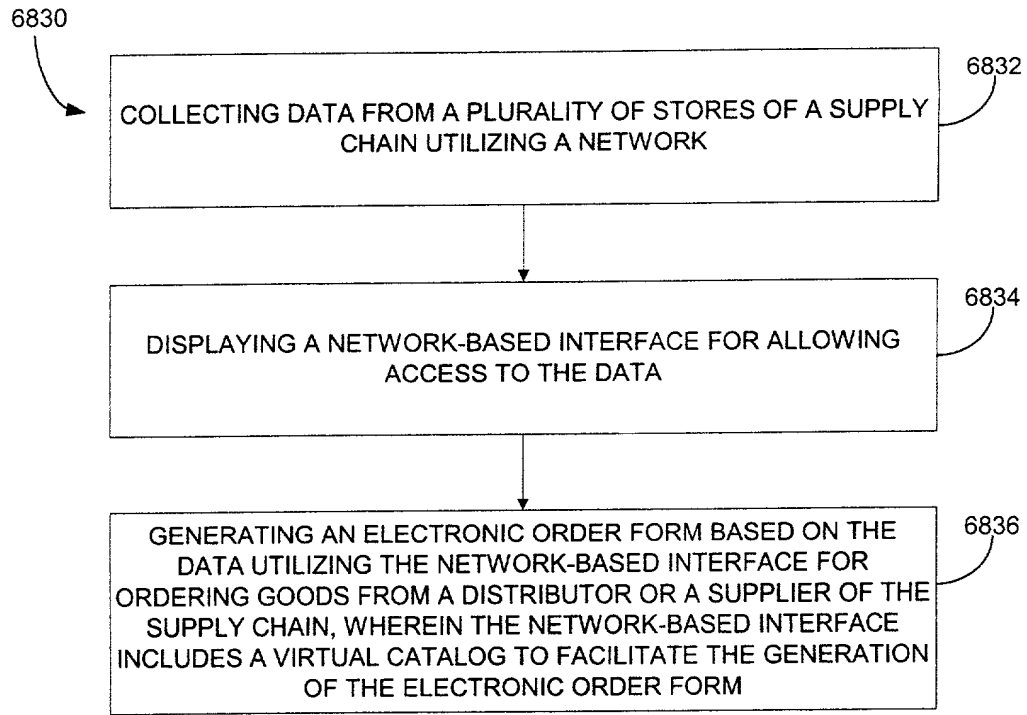 6830
6832
COLLECTING DATA FROM A PLURALITY OF STORES OF A SUPPLY
CHAIN UTILIZING A NETWORK
6834
DISPLAYING A NETWORK-BASED INTERFACE FOR ALLOWING
ACCESS TO THE DATA
6836
GENERATING AN ELECTRONIC ORDER FORM BASED ON THE
DATA UTILIZING THE NETWORK-BASED INTERFACE FOR
ORDERING GOODS FROM A DISTRIBUTOR OR A SUPPLIER OF THE
SUPPLY CHAIN, WHEREIN THE NETWORK-BASED INTERFACE
INCLUDES A VIRTUAL CATALOG TO FACILITATE THE GENERATION
OF THE ELECTRONIC ORDER FORM